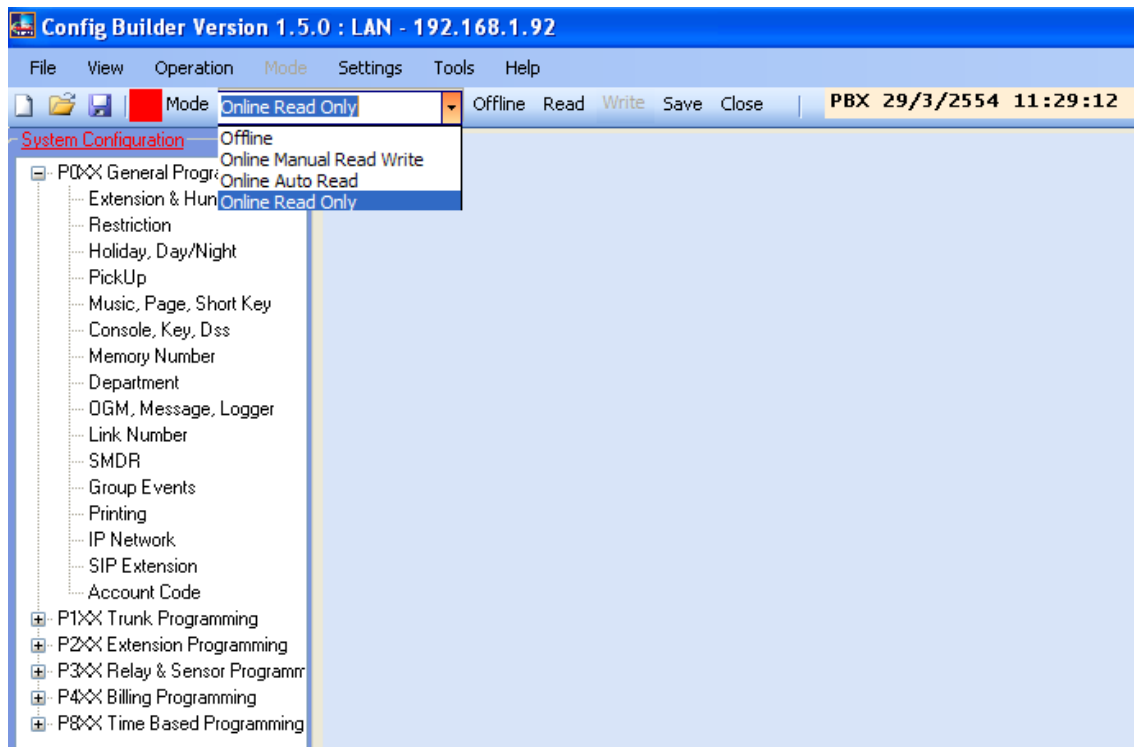 Config Builder Version 1.5.0 : LAN - 192.168.1.92
File View Operation Mode Settings Tools Help
Mode Online Read Only Offline Read Write Save Close PBX 29/3/2554 11:29:12
Offline
Online Manual Read Write
Online Auto Read
Online Read Only
System Configuration
P0XX General Progra
Extension & Hun
Restriction
Holiday, Day/Night
PickUp
Music, Page, Short Key
Console, Key, Dss
Memory Number
Department
OGM, Message, Logger
Link Number
SMDR
Group Events
Printing
IP Network
SIP Extension
Account Code
P1XX Trunk Programming
P2XX Extension Programming
P3XX Relay & Sensor Programm
P4XX Billing Programming
P8XX Time Based Programming